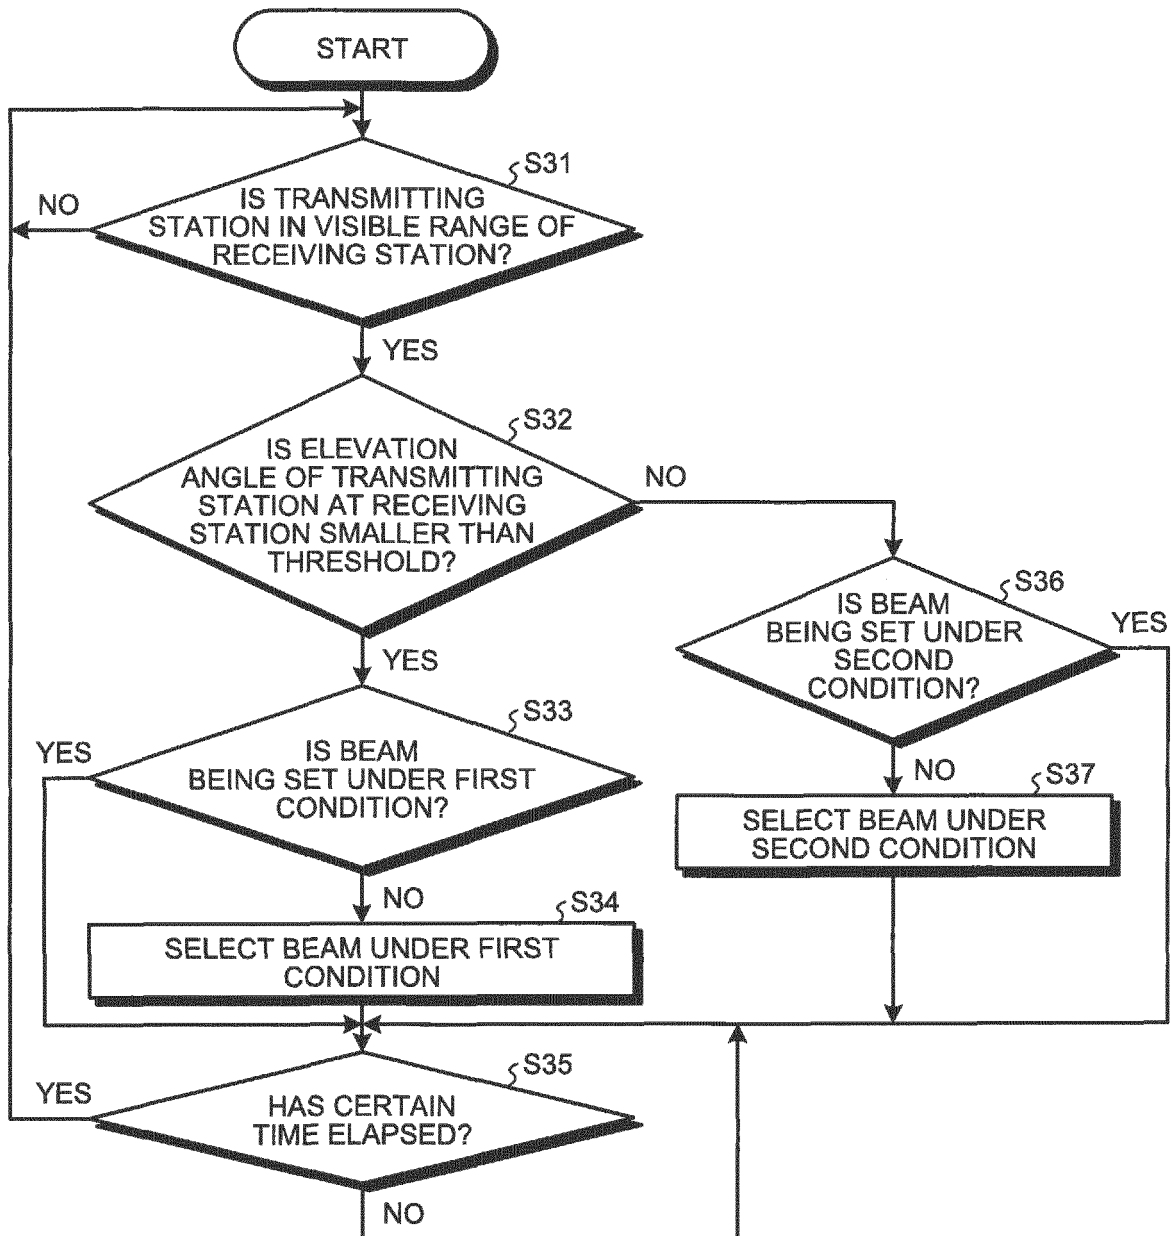 START
S31
IS TRANSMITTING
STATION IN VISIBLE RANGE OF
RECEIVING STATION?
NO
YES
S32
IS ELEVATION
ANGLE OF TRANSMITTING
STATION AT RECEIVING
STATION SMALLER THAN
THRESHOLD?
NO
YES
S36
IS BEAM
BEING SET UNDER
SECOND
CONDITION?
YES
NO
S33
IS BEAM
BEING SET UNDER FIRST
CONDITION?
YES
NO
S37
SELECT BEAM UNDER
SECOND CONDITION
S34
SELECT BEAM UNDER FIRST
CONDITION
S35
HAS CERTAIN
TIME ELAPSED?
YES
NO